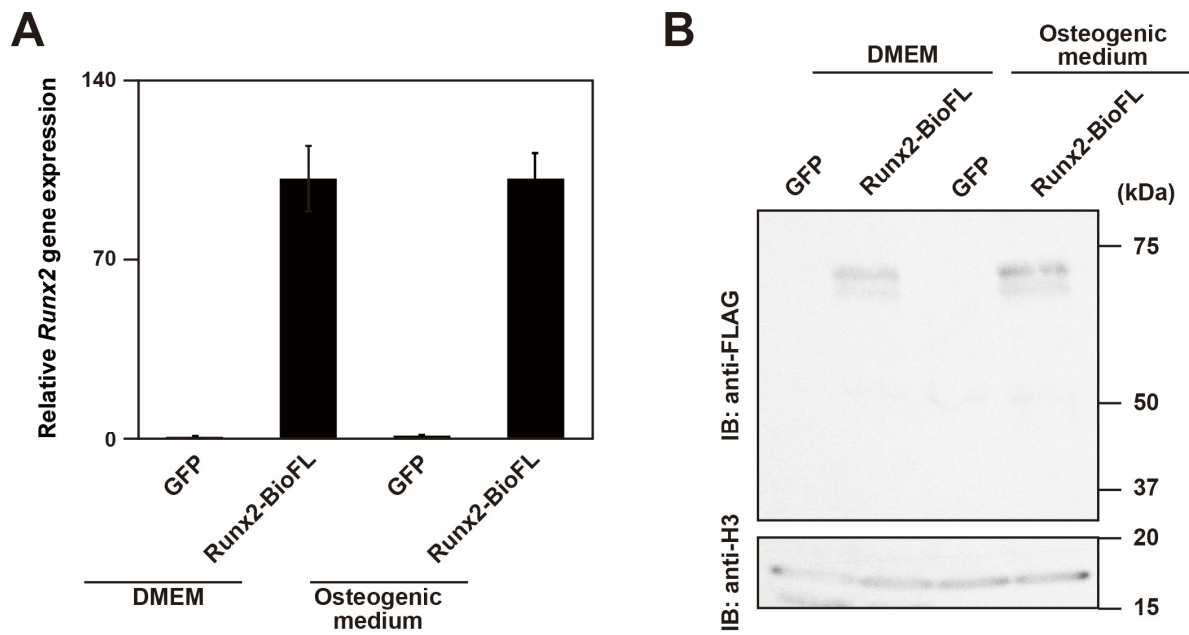 A
Relative Runx2 gene expression
140
70
0
GFP
Runx2-BioFL
GFP
Runx2-BioFL
DMEM
Osteogenic
medium
B
DMEM
Osteogenic
medium
GFP
Runx2-BioFL
GFP
Runx2-BioFL
(kDa)
IB: anti-FLAG
75
50
37
IB: anti-H3
20
15